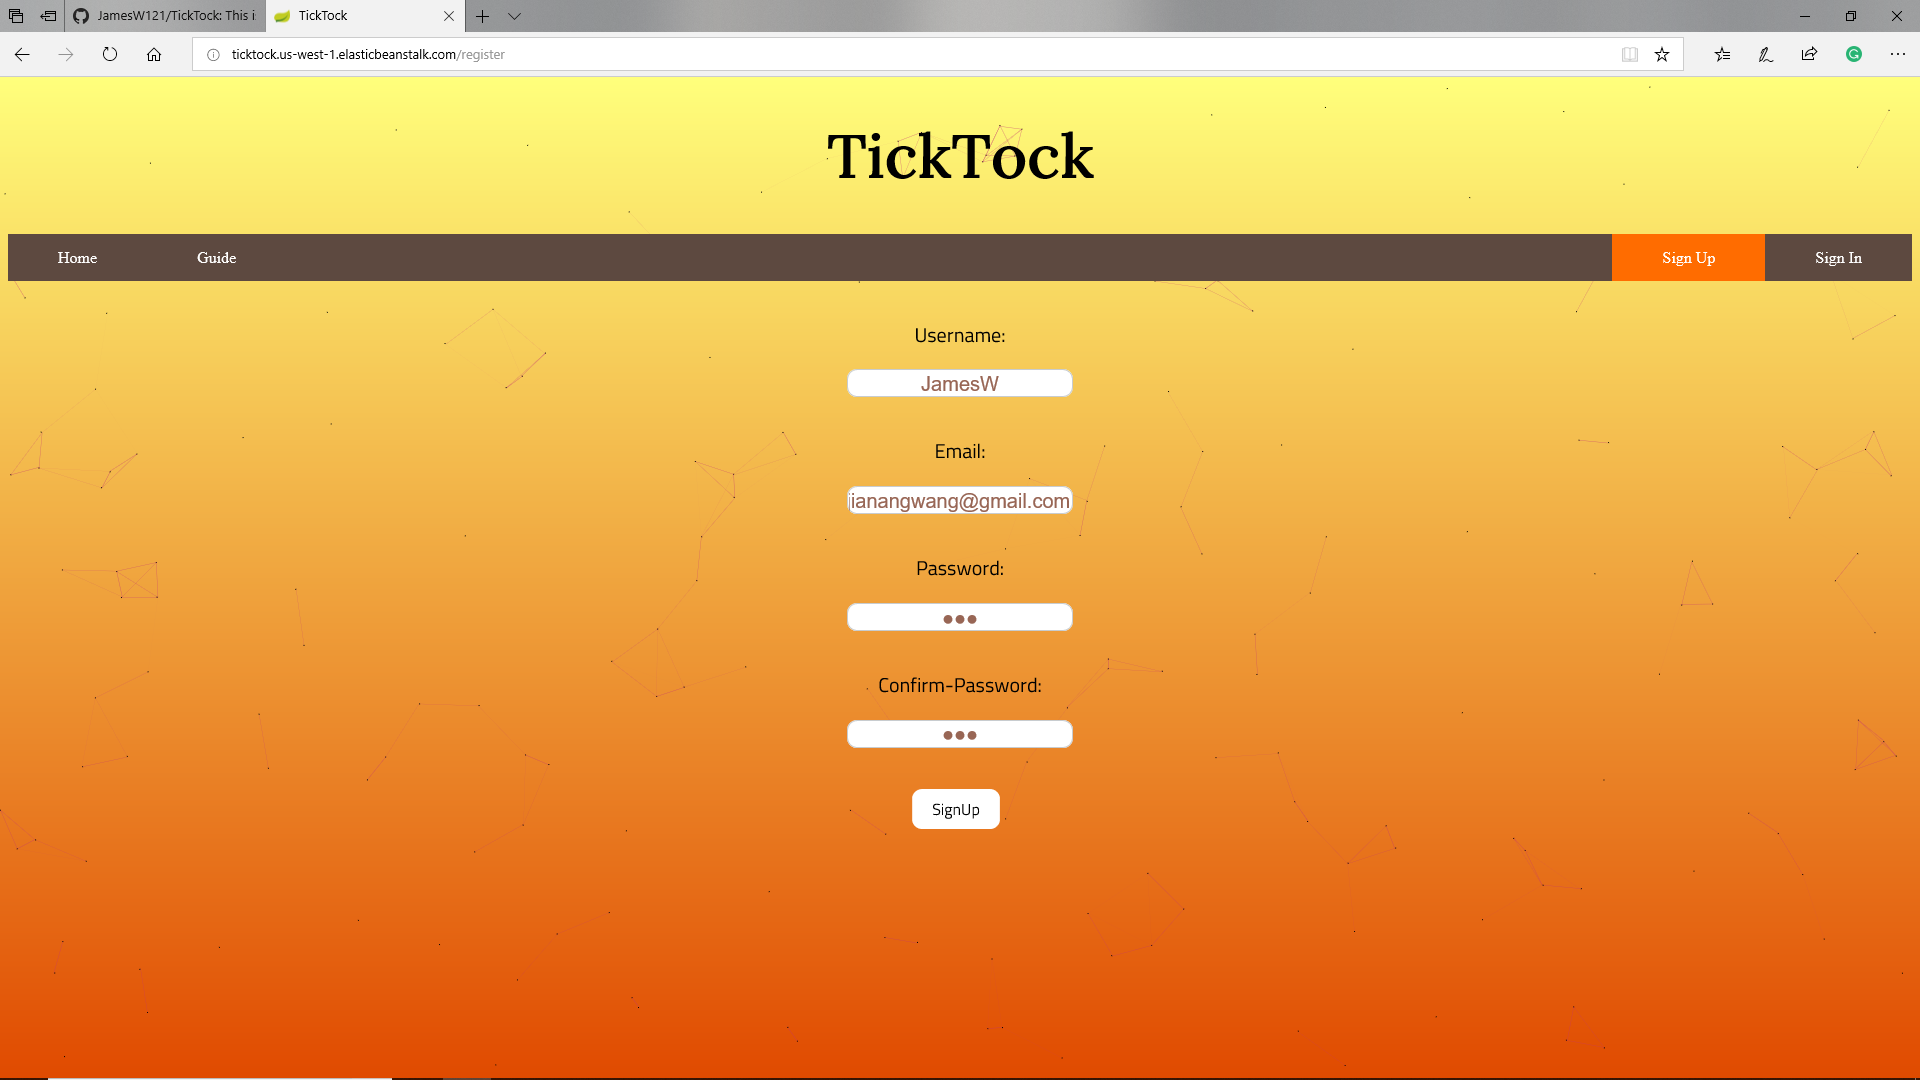 JamesW121/TickTock: This i
TickTock
ticktock.us-west-1.elasticbeanstalk.com/register
TickTock
Home Guide Sign Up Sign In
Username:
JamesW
Email:
jianangwang@gmail.com
Password:
Confirm-Password:
SignUp